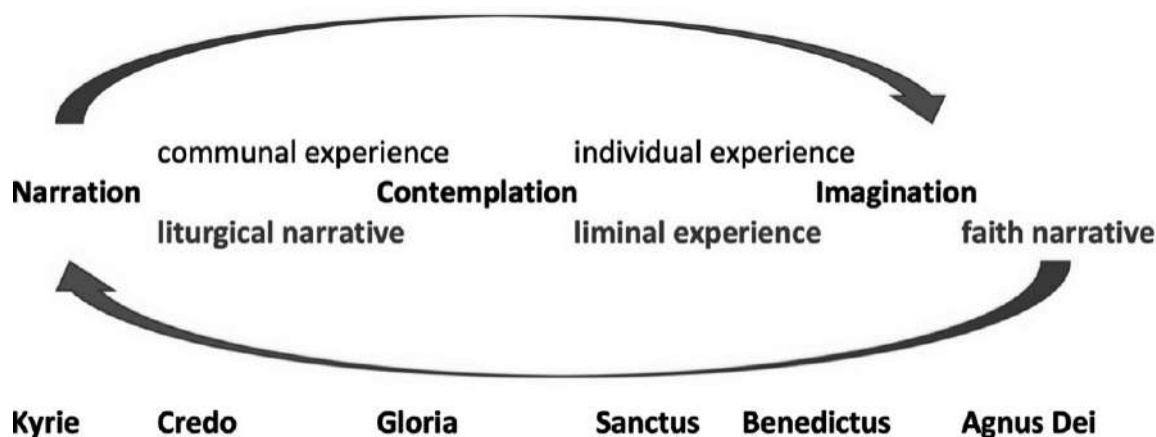 communal experience individual experience
Narration Contemplation Imagination
liturgical narrative liminal experience faith narrative
Kyrie Credo Gloria Sanctus Benedictus Agnus Dei